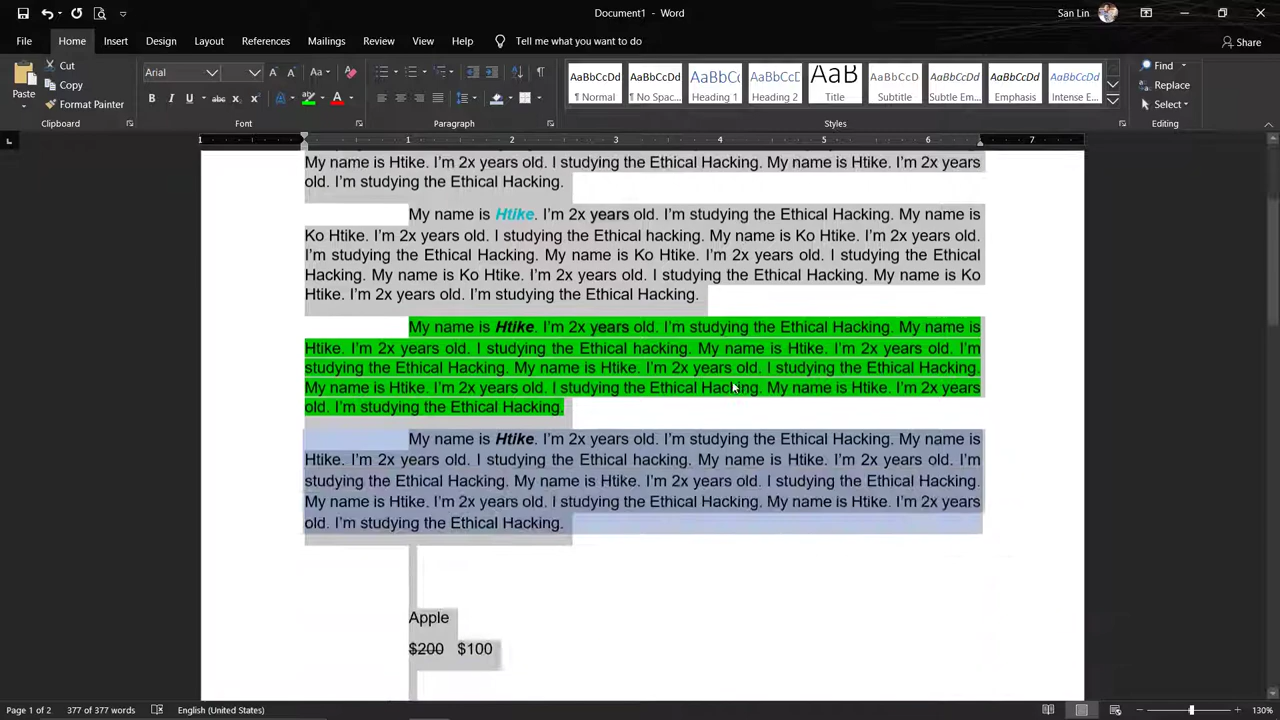 Document1 - Word
San Lin
File Home Insert Design Layout References Mailings Review View Help Tell me what you want to do
Share
Paste
Cut
Copy
Format Painter
Clipboard
Arial
Aa
B I U abc
Font
Paragraph
AaBbCcDd AaBbCcDd AaBbCc AaBbCcD AaB AaBbCcD AaBbCcDd AaBbCcDd AaBbCcDd
¶ Normal ¶ No Spac... Heading 1 Heading 2 Title Subtitle Subtle Em... Emphasis Intense E...
Styles
Find
Replace
Select
Editing
1 1 2 3 4 5 6 7
My name is Htike. I'm 2x years old. I studying the Ethical Hacking. My name is Htike. I'm 2x years
old. I'm studying the Ethical Hacking.
My name is Htike. I'm 2x years old. I'm studying the Ethical Hacking. My name is
Ko Htike. I'm 2x years old. I studying the Ethical hacking. My name is Ko Htike. I'm 2x years old.
I'm studying the Ethical Hacking. My name is Ko Htike. I'm 2x years old. I studying the Ethical
Hacking. My name is Ko Htike. I'm 2x years old. I studying the Ethical Hacking. My name is Ko
Htike. I'm 2x years old. I'm studying the Ethical Hacking.
My name is Htike. I'm 2x years old. I'm studying the Ethical Hacking. My name is
Htike. I'm 2x years old. I studying the Ethical hacking. My name is Htike. I'm 2x years old. I'm
studying the Ethical Hacking. My name is Htike. I'm 2x years old. I studying the Ethical Hacking.
My name is Htike. I'm 2x years old. I studying the Ethical Hacking. My name is Htike. I'm 2x years
old. I'm studying the Ethical Hacking.
My name is Htike. I'm 2x years old. I'm studying the Ethical Hacking. My name is
Htike. I'm 2x years old. I studying the Ethical hacking. My name is Htike. I'm 2x years old. I'm
studying the Ethical Hacking. My name is Htike. I'm 2x years old. I studying the Ethical Hacking.
My name is Htike. I'm 2x years old. I studying the Ethical Hacking. My name is Htike. I'm 2x years
old. I'm studying the Ethical Hacking.
Apple
$200 $100
Page 1 of 2 377 of 377 words English (United States) 130%